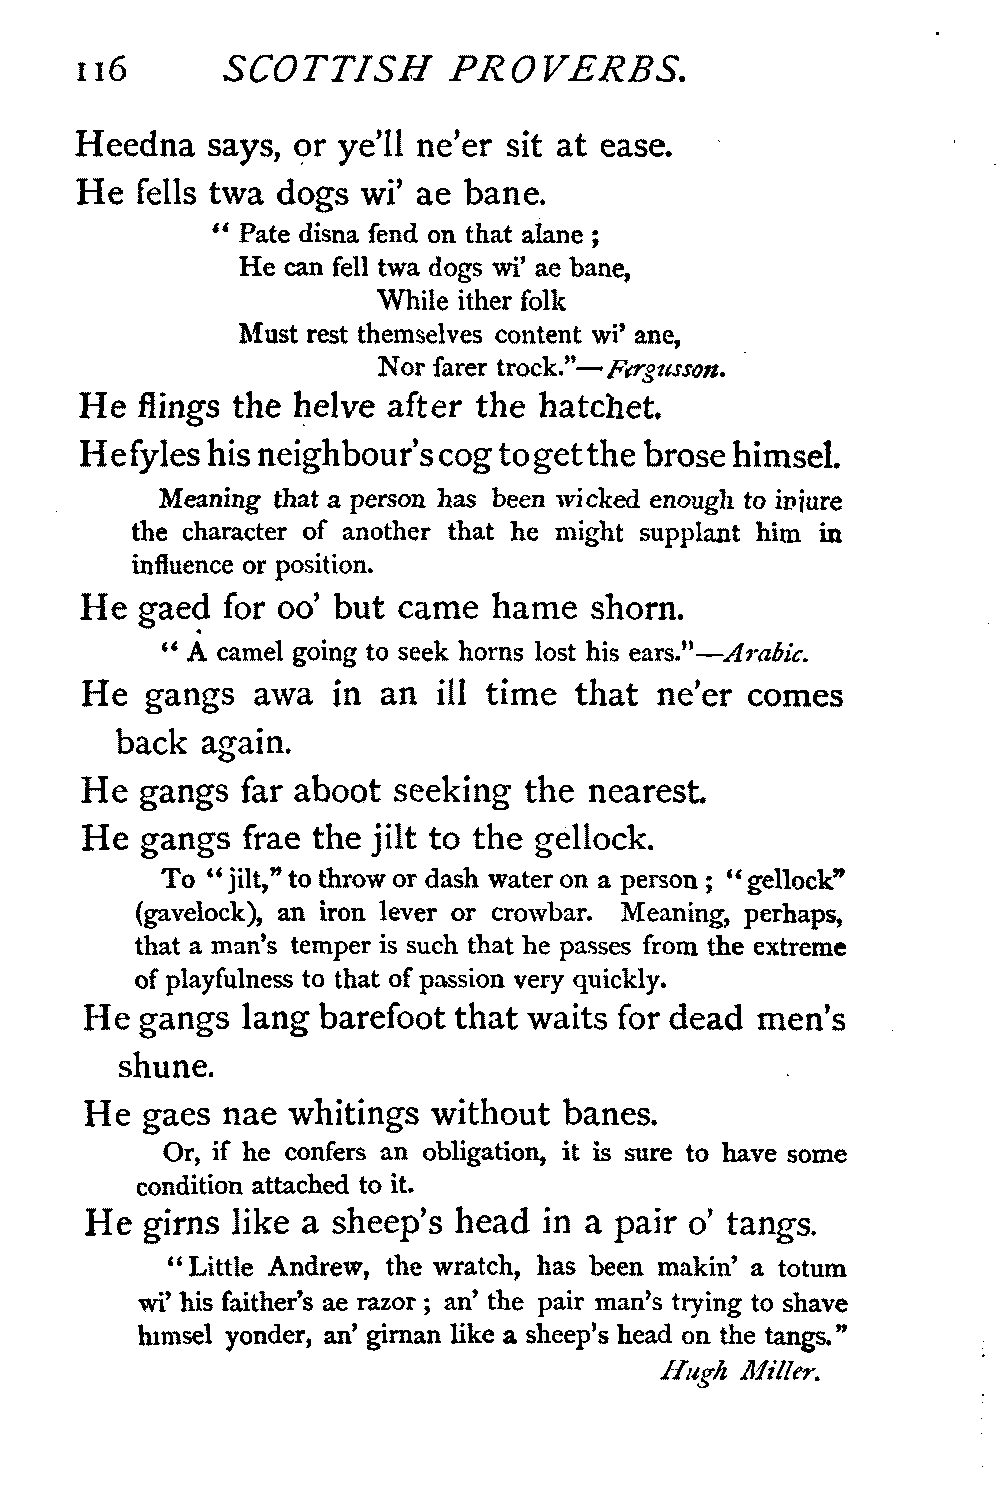 116 SCOTTISH PROVERBS.
Heedna says, or ye'll ne'er sit at ease.
He fells twa dogs wi' ae bane.
" Pate disna fend on that alane ;
He can fell twa dogs wi' ae bane,
While ither folk
Must rest themselves content wi' ane,
Nor farer trock."—Fergusson.
He flings the helve after the hatchet.
He fyles his neighbour's cog to get the brose himsel.
Meaning that a person has been wicked enough to injure
the character of another that he might supplant him in
influence or position.
He gaed for oo' but came hame shorn.
" A camel going to seek horns lost his ears."—Arabic.
He gangs awa in an ill time that ne'er comes
back again.
He gangs far aboot seeking the nearest.
He gangs frae the jilt to the gellock.
To "jilt," to throw or dash water on a person ; "gellock"
(gavelock), an iron lever or crowbar. Meaning, perhaps,
that a man's temper is such that he passes from the extreme
of playfulness to that of passion very quickly.
He gangs lang barefoot that waits for dead men's
shune.
He gaes nae whitings without banes.
Or, if he confers an obligation, it is sure to have some
condition attached to it.
He girns like a sheep's head in a pair o' tangs.
"Little Andrew, the wratch, has been makin' a totum
wi' his faither's ae razor ; an' the pair man's trying to shave
himsel yonder, an' girnan like a sheep's head on the tangs."
Hugh Miller.